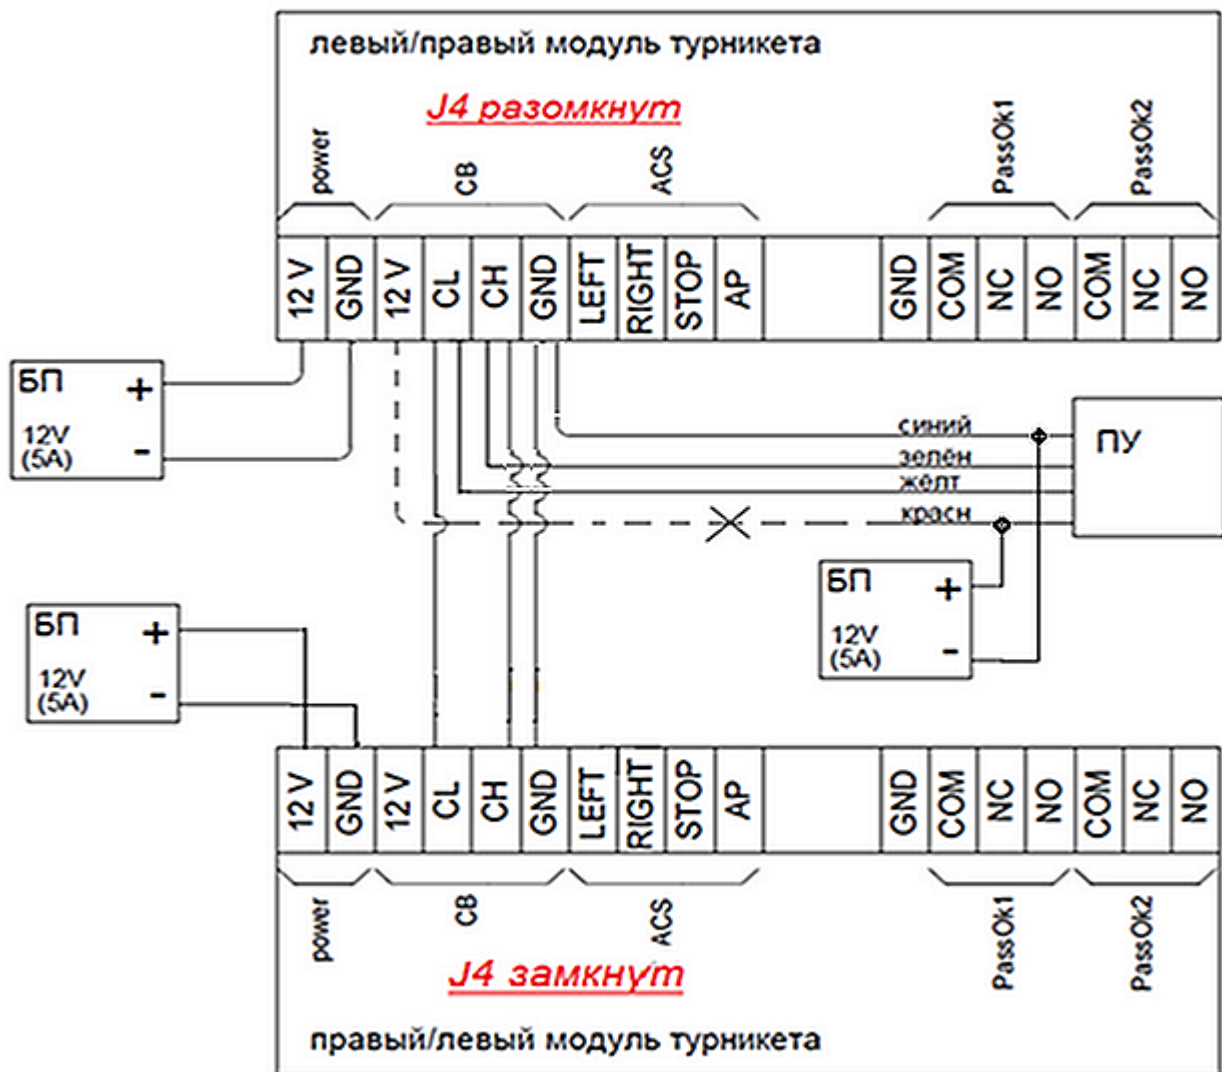 левый/правый модуль турникета
J4 разомкнут
power
CB
ACS
PassOk1
PassOk2
12 V
GND
12 V
CL
CH
GND
LEFT
RIGHT
STOP
AP
GND
COM
NC
NO
COM
NC
NO
БП
+
12V
(5A)
-
синий
зелён
жёлт
красн
ПУ
БП
+
12V
(5A)
-
БП
+
12V
(5A)
-
12 V
GND
12 V
CL
CH
GND
LEFT
RIGHT
STOP
AP
GND
COM
NC
NO
COM
NC
NO
power
CB
ACS
PassOk1
PassOk2
J4 замкнут
правый/левый модуль турникета